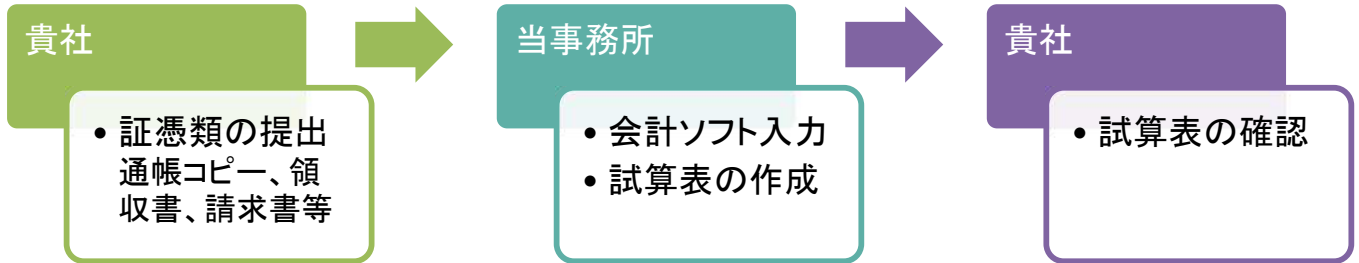 貴社
• 証憑類の提出
通帳コピー、領
収書、請求書等
当事務所
• 会計ソフト入力
• 試算表の作成
貴社
• 試算表の確認